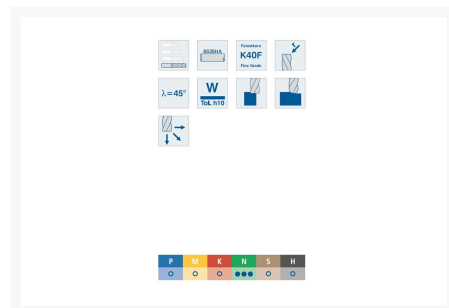 6535HA
Feinstkorn
K40F
Fine Grade
λ=45°
W
Tol. h10
P M K N S H